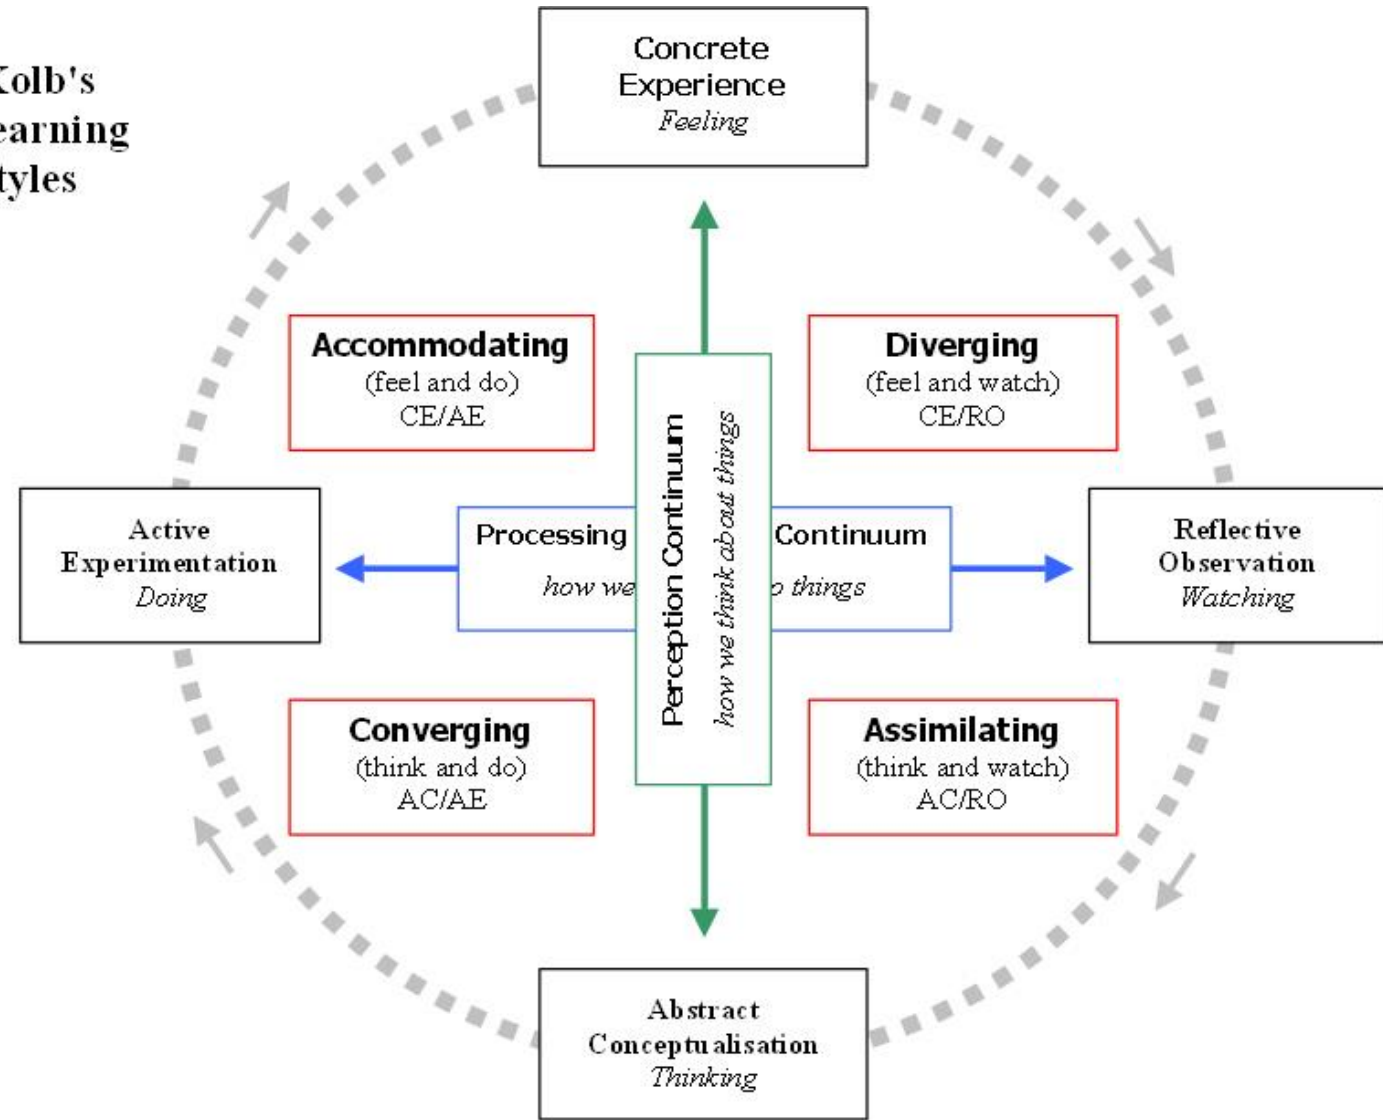 Kolb's
earning
tyles
Concrete
Experience
Feeling
Accommodating
(feel and do)
CE/AE
Diverging
(feel and watch)
CE/RO
Active
Experimentation
Doing
Processing
Continuum
how we
o things
Perception Continuum
how we think about things
Reflective
Observation
Watching
Converging
(think and do)
AC/AE
Assimilating
(think and watch)
AC/RO
Abstract
Conceptualisation
Thinking